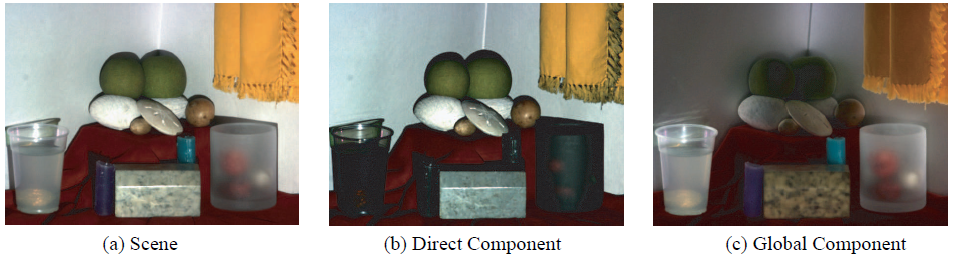 (a) Scene
(b) Direct Component
(c) Global Component